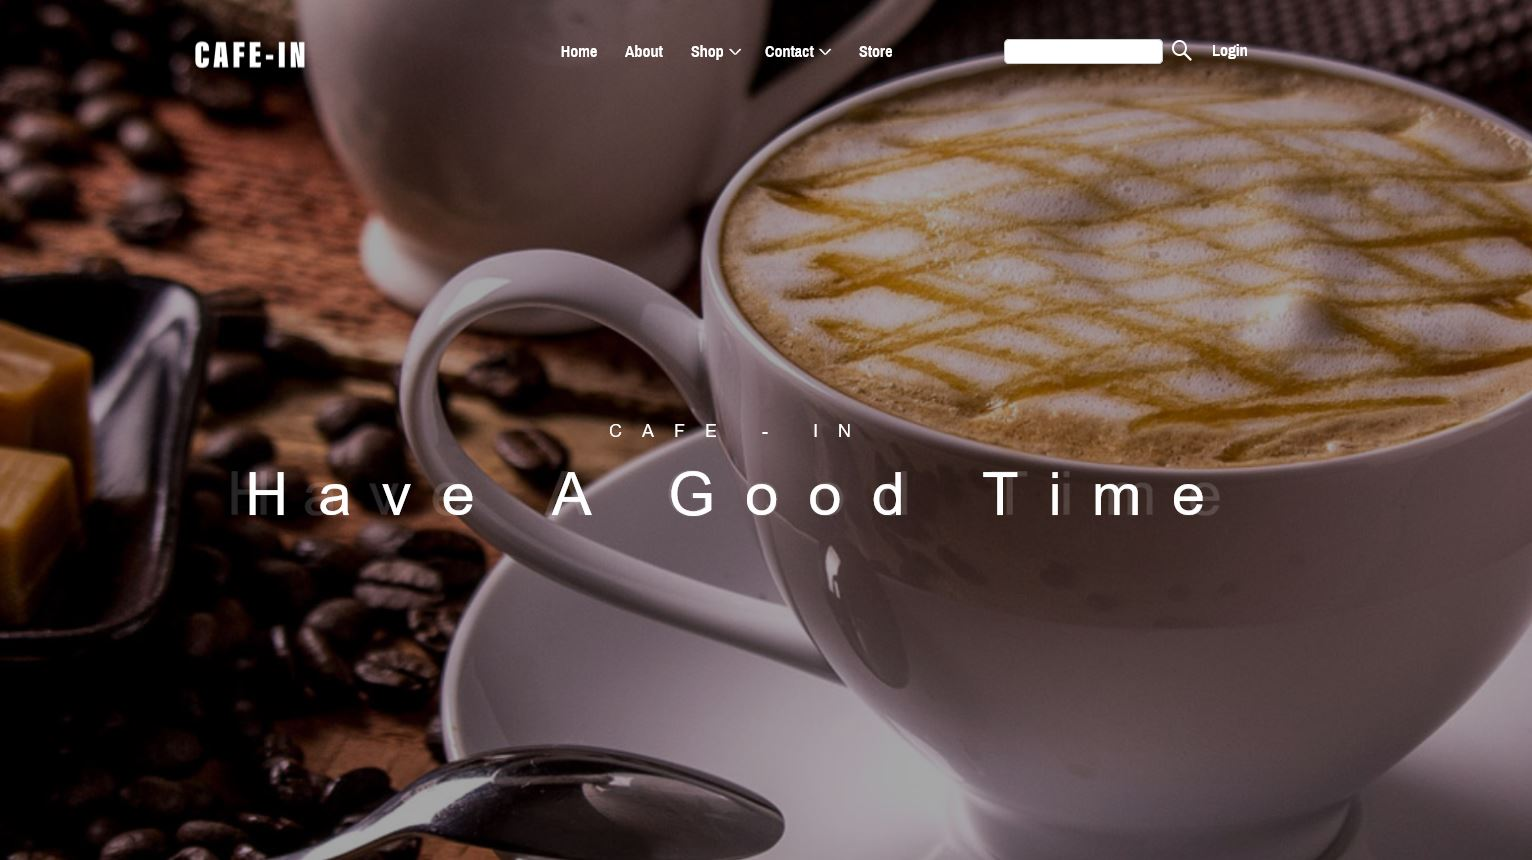 CAFE-IN
Home About Shop Contact Store Login
CAFE - IN
Have A Good Time